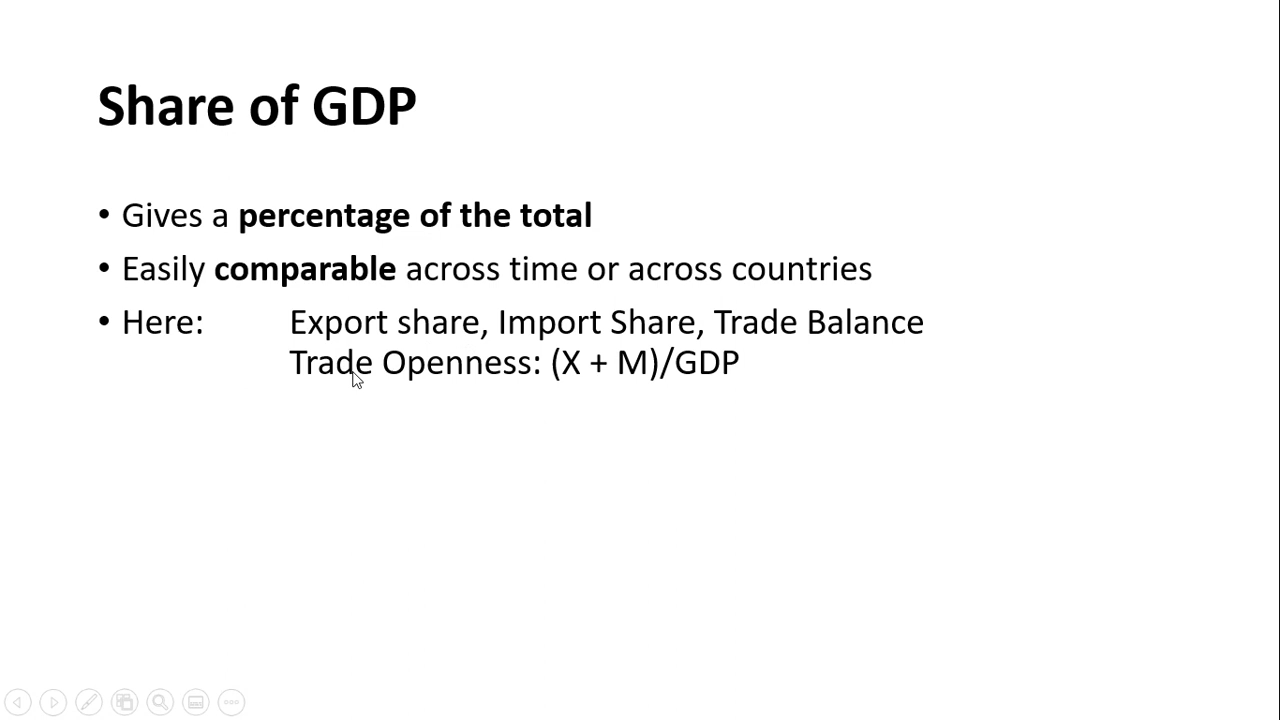 Share of GDP
• Gives a percentage of the total
• Easily comparable across time or across countries
• Here: Export share, Import Share, Trade Balance
Trade Openness: (X + M)/GDP